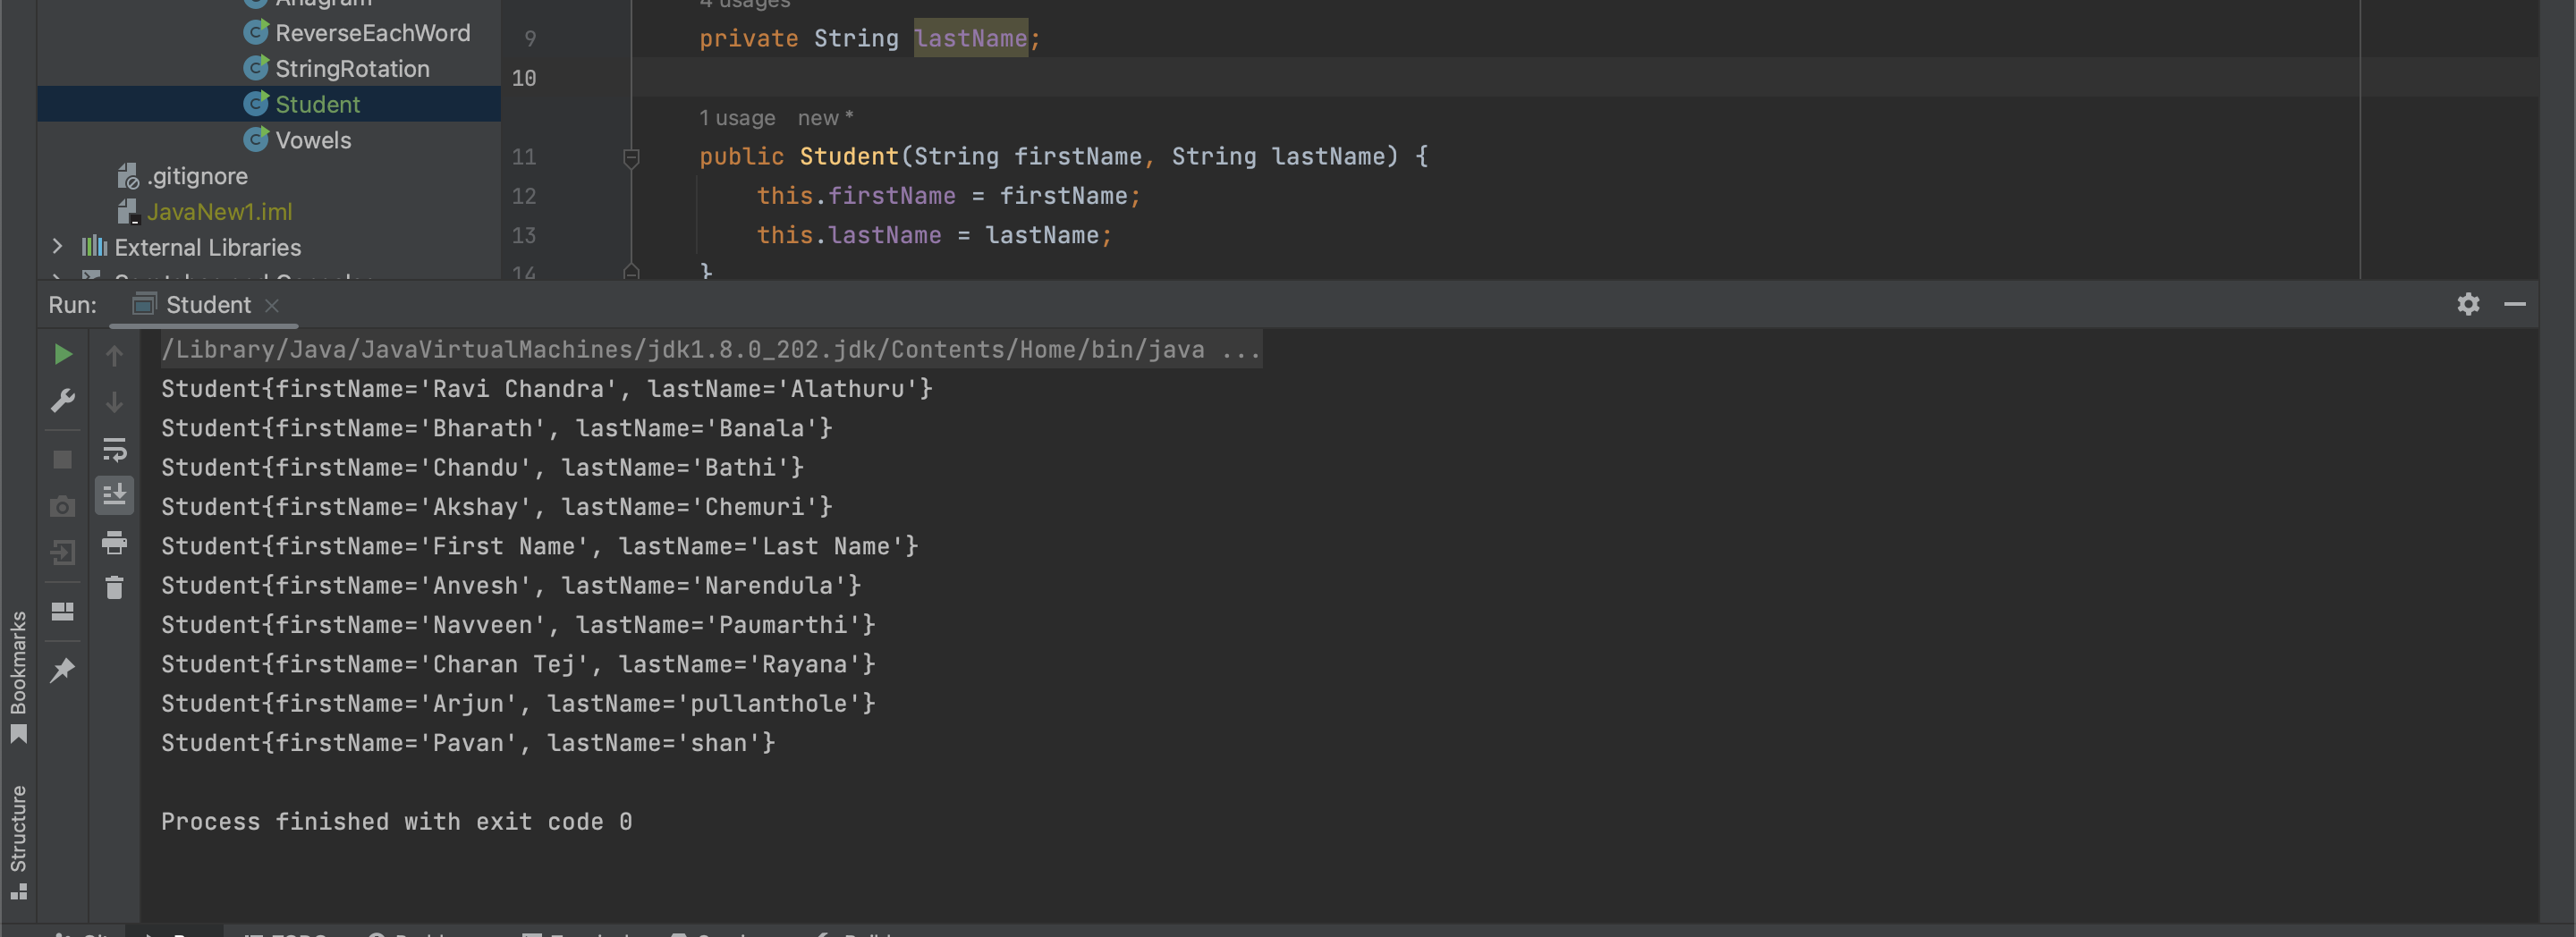 Anagram
ReverseEachWord
StringRotation
Student
Vowels
.gitignore
JavaNew1.iml
External Libraries
4 usages
9 private String lastName;
10
1 usage new *
11 public Student(String firstName, String lastName) {
12 this.firstName = firstName;
13 this.lastName = lastName;
14 }
Run: Student
/Library/Java/JavaVirtualMachines/jdk1.8.0_202.jdk/Contents/Home/bin/java ...
Student{firstName='Ravi Chandra', lastName='Alathuru'}
Student{firstName='Bharath', lastName='Banala'}
Student{firstName='Chandu', lastName='Bathi'}
Student{firstName='Akshay', lastName='Chemuri'}
Student{firstName='First Name', lastName='Last Name'}
Student{firstName='Anvesh', lastName='Narendula'}
Student{firstName='Navveen', lastName='Paumarthi'}
Student{firstName='Charan Tej', lastName='Rayana'}
Student{firstName='Arjun', lastName='pullanthole'}
Student{firstName='Pavan', lastName='shan'}
Process finished with exit code 0
Bookmarks
Structure